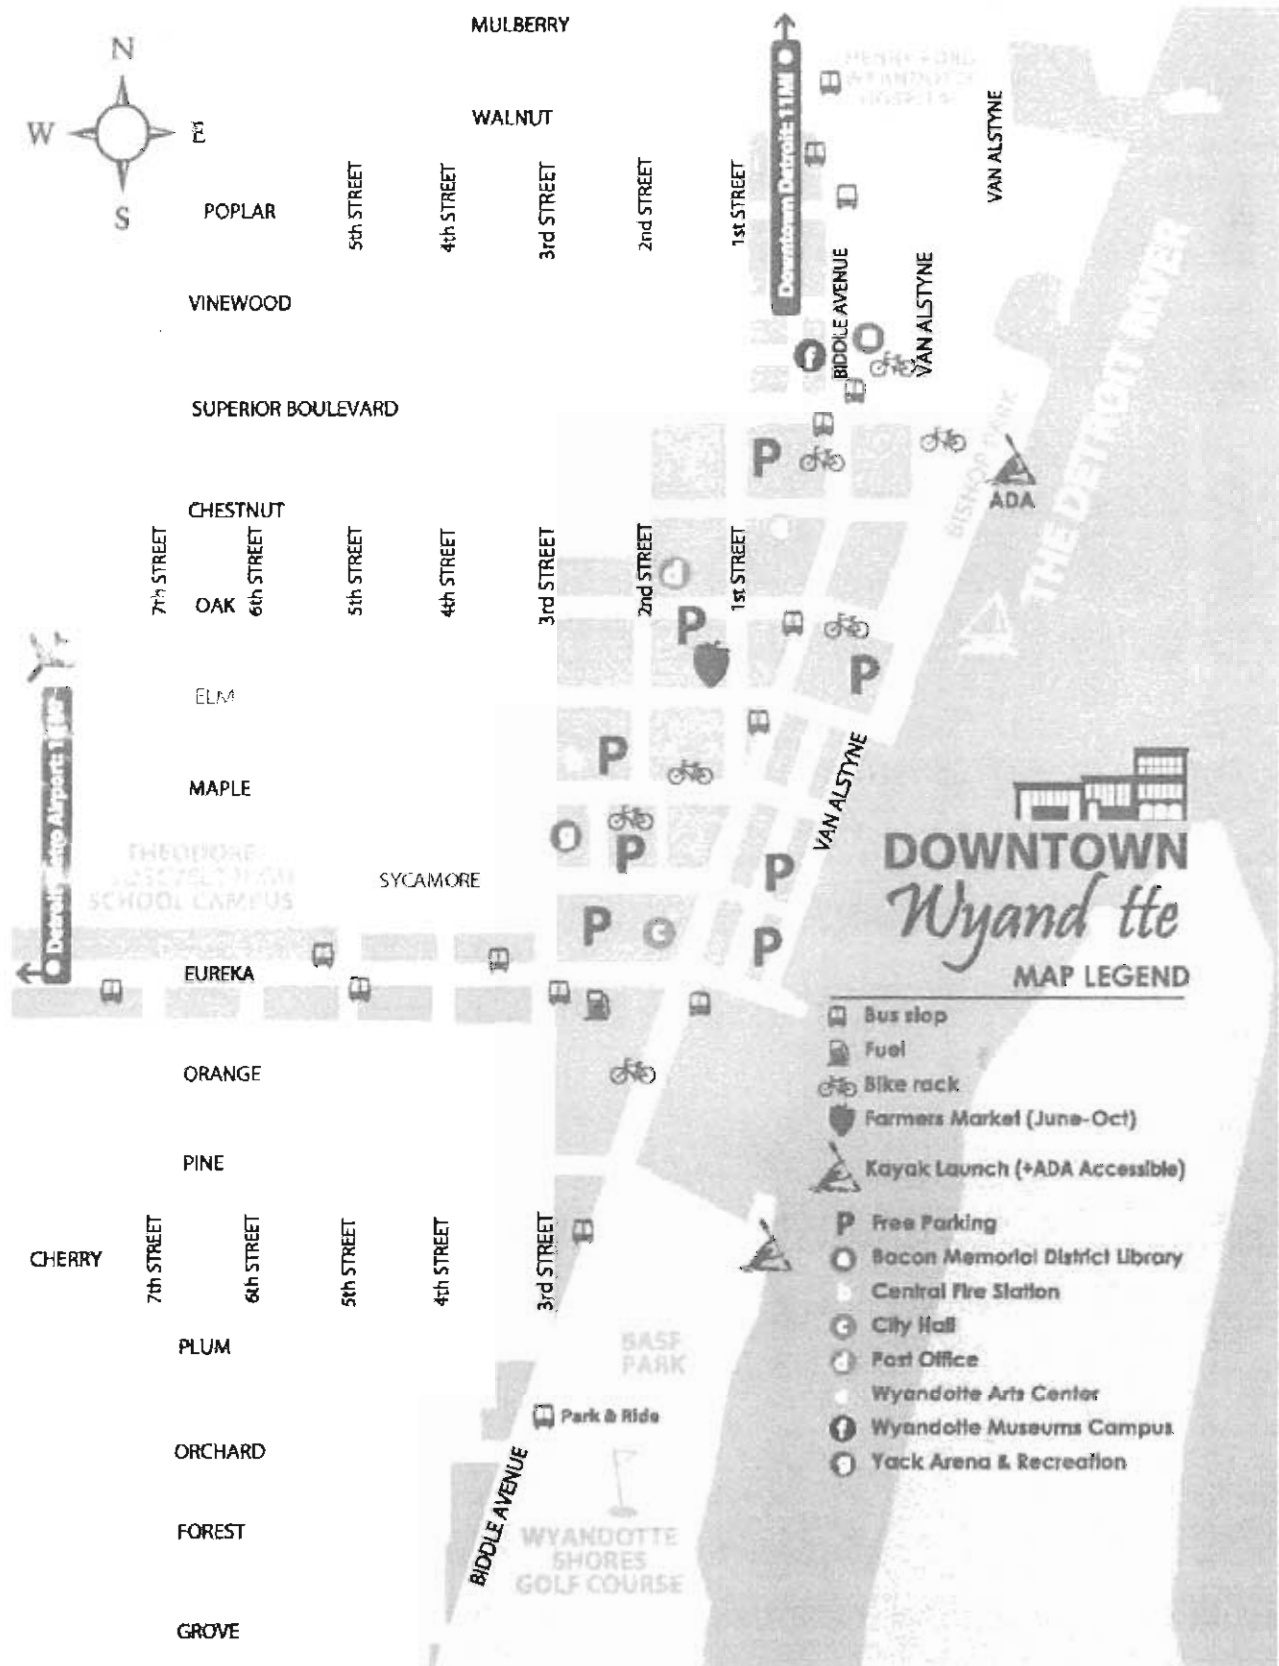 MULBERRY
N
W
E
S
WALNUT
POPLAR
5th STREET
4th STREET
3rd STREET
2nd STREET
1st STREET
Downtown Detroit: 11MI
HENRY FORD
WYANDOTTE
HOSPITAL
VAN ALSTYNE
VINEWOOD
BIDDLE AVENUE
VAN ALSTYNE
THE DETROIT RIVER
SUPERIOR BOULEVARD
P
BISHOP PARK
ADA
CHESTNUT
7th STREET
6th STREET
5th STREET
4th STREET
3rd STREET
2nd STREET
1st STREET
OAK
P
P
ELM
P
MAPLE
VAN ALSTYNE
P
P
SCHOOL CAMPUS
SYCAMORE
P
P
EUREKA
ORANGE
PINE
CHERRY
7th STREET
6th STREET
5th STREET
4th STREET
3rd STREET
PLUM
BASF
PARK
Park & Ride
ORCHARD
BIDDLE AVENUE
FOREST
WYANDOTTE
SHORES
GOLF COURSE
GROVE
DOWNTOWN
Wyand tte
MAP LEGEND
Bus stop
Fuel
Bike rack
Farmers Market (June-Oct)
Kayak Launch (+ADA Accessible)
P Free Parking
Bacon Memorial District Library
Central Fire Station
City Hall
Post Office
Wyandotte Arts Center
Wyandotte Museums Campus
Yack Arena & Recreation